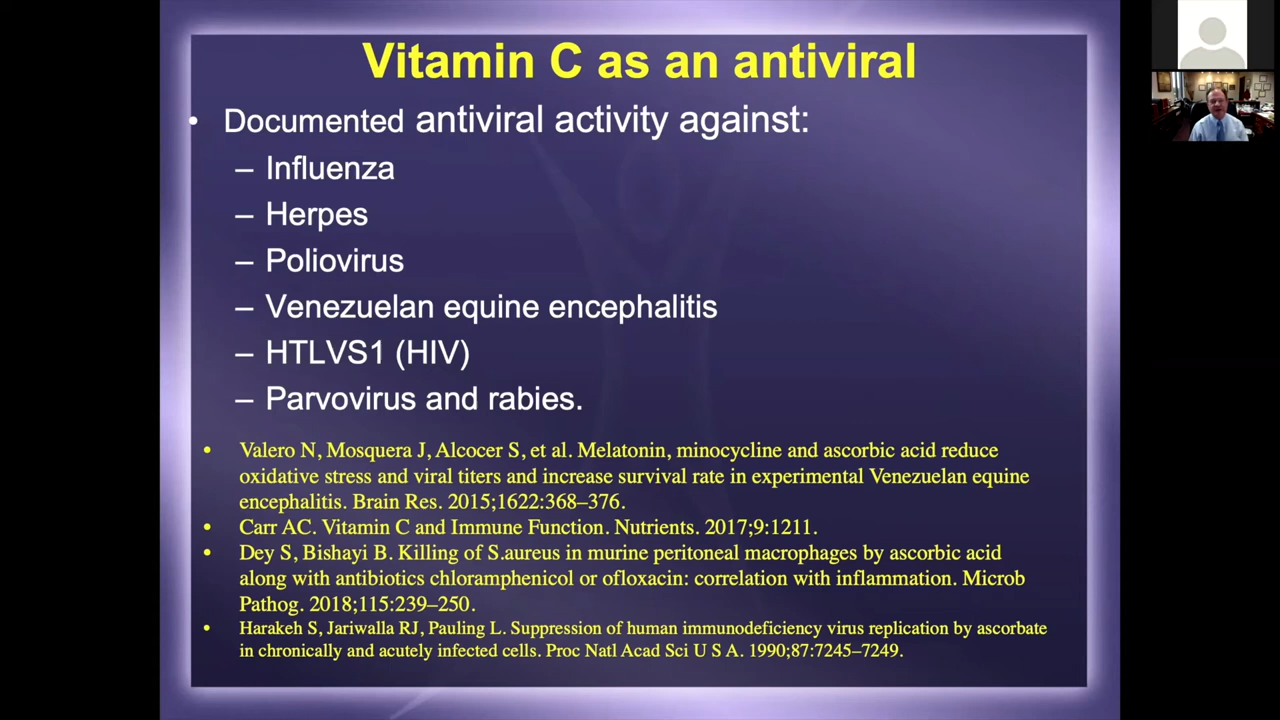 Vitamin C as an antiviral
• Documented antiviral activity against:
– Influenza
– Herpes
– Poliovirus
– Venezuelan equine encephalitis
– HTLVS1 (HIV)
– Parvovirus and rabies.
• Valero N, Mosquera J, Alcocer S, et al. Melatonin, minocycline and ascorbic acid reduce
oxidative stress and viral titers and increase survival rate in experimental Venezuelan equine
encephalitis. Brain Res. 2015;1622:368–376.
• Carr AC. Vitamin C and Immune Function. Nutrients. 2017;9:1211.
• Dey S, Bishayi B. Killing of S.aureus in murine peritoneal macrophages by ascorbic acid
along with antibiotics chloramphenicol or ofloxacin: correlation with inflammation. Microb
Pathog. 2018;115:239–250.
• Harakeh S, Jariwalla RJ, Pauling L. Suppression of human immunodeficiency virus replication by ascorbate
in chronically and acutely infected cells. Proc Natl Acad Sci U S A. 1990;87:7245–7249.